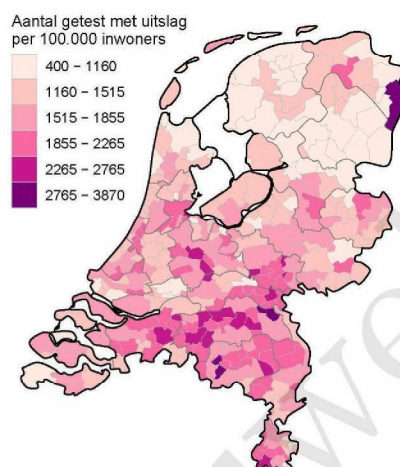 Aantal getest met uitslag
per 100.000 inwoners
400 – 1160
1160 – 1515
1515 – 1855
1855 – 2265
2265 – 2765
2765 – 3870